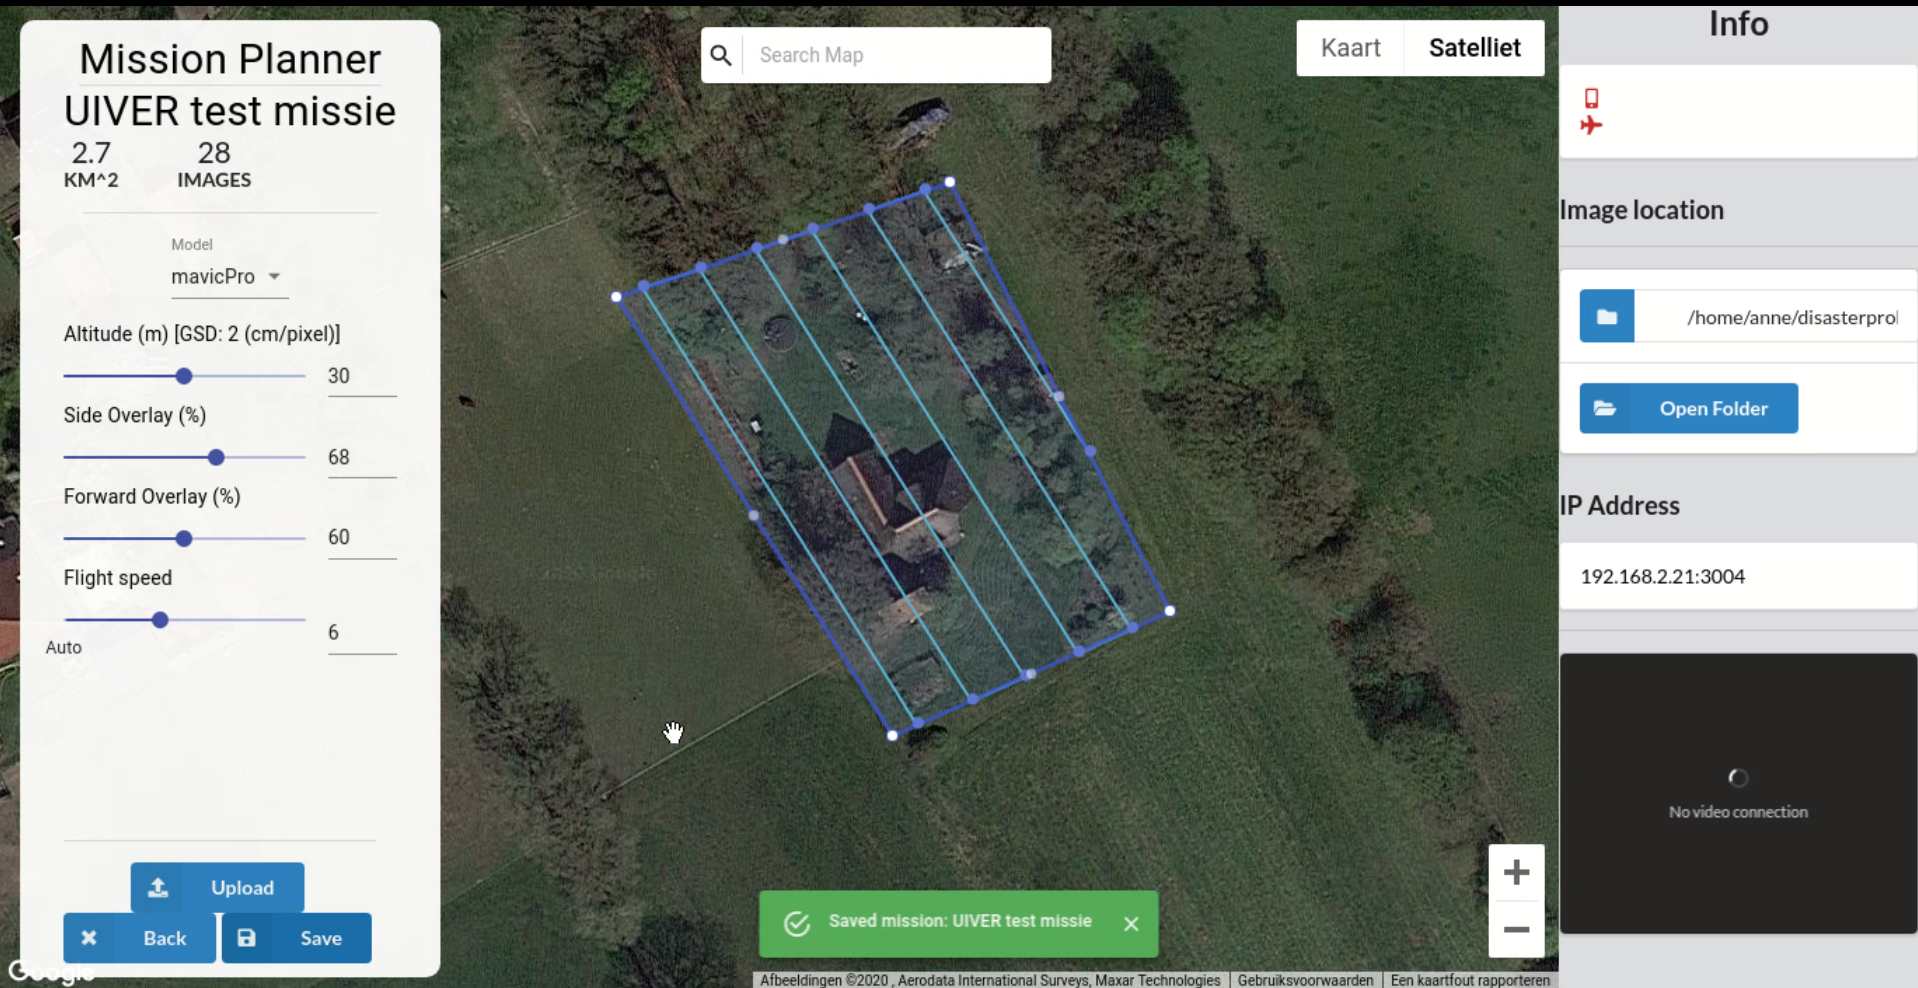 Mission Planner
UIVER test missie
2.7 28
KM^2 IMAGES
Model
mavicPro
Altitude (m) [GSD: 2 (cm/pixel)]
30
Side Overlay (%)
68
Forward Overlay (%)
60
Flight speed
6
Auto
Upload
Back Save
Google
Search Map
Kaart Satelliet
Saved mission: UIVER test missie
Afbeeldingen ©2020 , Aerodata International Surveys, Maxar Technologies Gebruiksvoorwaarden Een kaartfout rapporteren
Info
Image location
/home/anne/disasterpro
Open Folder
IP Address
192.168.2.21:3004
No video connection